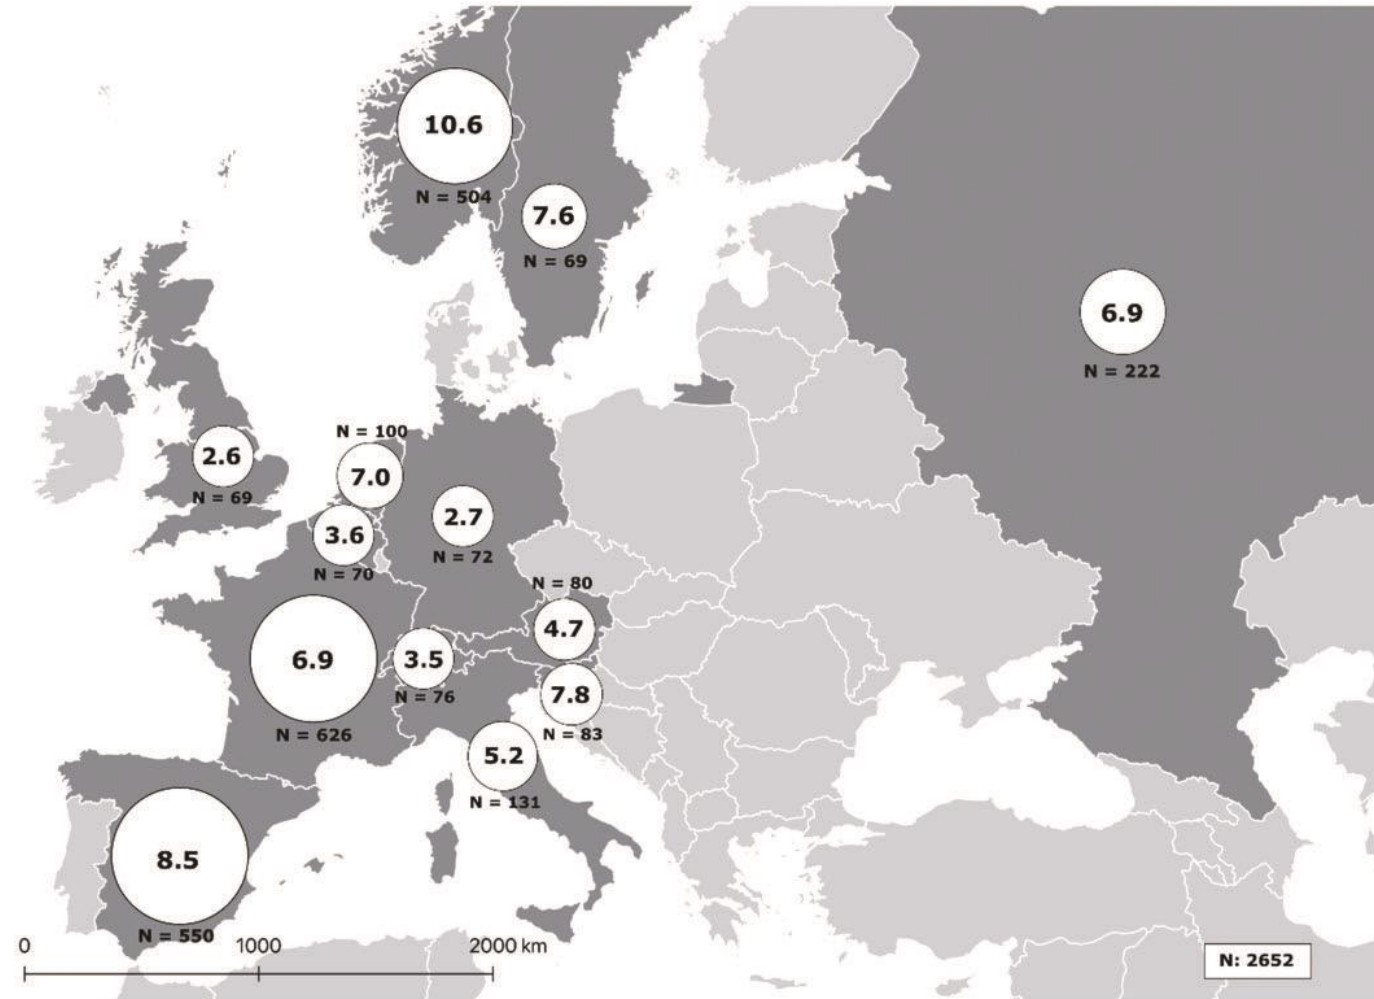 10.6
N = 504
7.6
N = 69
6.9
N = 222
N = 100
2.6
7.0
N = 69
2.7
3.6
N = 72
N = 70
N = 80
4.7
6.9
3.5
N = 76
7.8
N = 626
N = 83
5.2
N = 131
8.5
N = 550
0 1000 2000 km
N: 2652